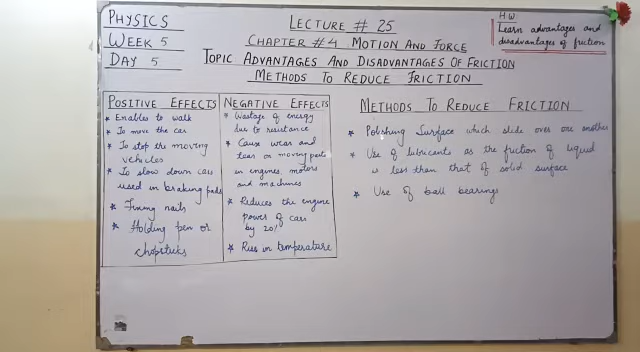 PHYSICS
WEEK 5
DAY 5
LECTURE # 25
CHAPTER # 4 MOTION AND FORCE
TOPIC ADVANTAGES AND DISADVANTAGES OF FRICTION
METHODS TO REDUCE FRICTION
H.W
Learn advantages and
disadvantages of friction
POSITIVE EFFECTS
* Enables to walk
* To move the car
* To stop the moving
vehicles
* To slow down cars
used in braking pads
* Fixing nails
* Holding pen or
chopsticks
NEGATIVE EFFECTS
* Wastage of energy
due to resistance
* Cause wear and
tear on moving parts
in engines, motors
and machines
* Reduces the engine
power of cars
by 20%
* Rises in temperature
METHODS TO REDUCE FRICTION
* Polishing Surface which slide over one another
* Use of lubricants as the friction of liquid
is less than that of solid surface
* Use of ball bearings